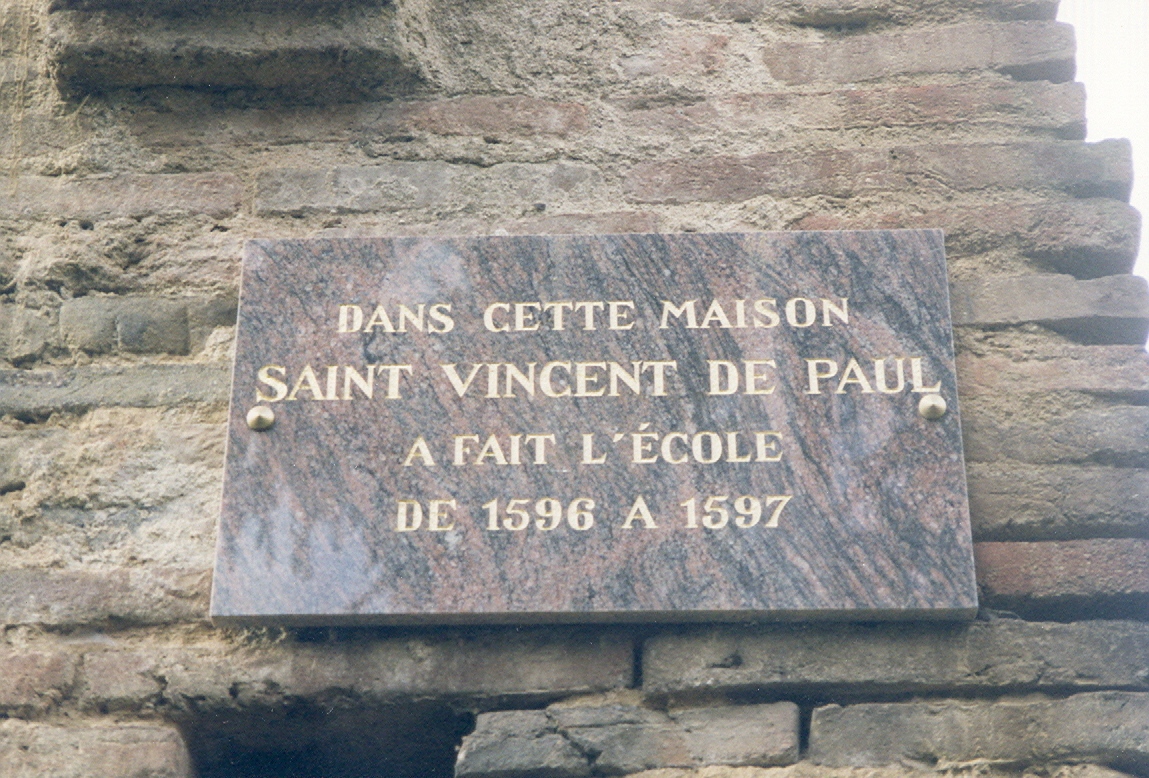 DANS CETTE MAISON
SAINT VINCENT DE PAUL
A FAIT L´ÉCOLE
DE 1596 A 1597